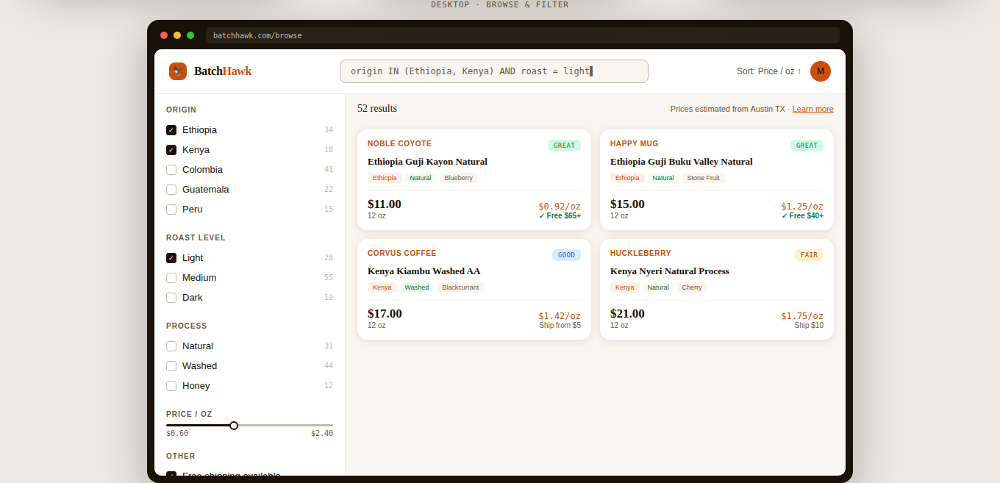 DESKTOP · BROWSE & FILTER
batchhawk.com/browse
BatchHawk
origin IN (Ethiopia, Kenya) AND roast = light
Sort: Price / oz ↑
M
ORIGIN
✓ Ethiopia 34
✓ Kenya 18
Colombia 41
Guatemala 22
Peru 15
ROAST LEVEL
✓ Light 28
Medium 55
Dark 19
PROCESS
Natural 31
Washed 44
Honey 12
PRICE / OZ
$0.60 $2.40
OTHER
Free shipping available
52 results
Prices estimated from Austin TX · Learn more
NOBLE COYOTE GREAT
Ethiopia Guji Kayon Natural
Ethiopia Natural Blueberry
$11.00 $0.92/oz
12 oz ✓ Free $65+
HAPPY MUG GREAT
Ethiopia Guji Buku Valley Natural
Ethiopia Natural Stone Fruit
$15.00 $1.25/oz
12 oz ✓ Free $40+
CORVUS COFFEE GOOD
Kenya Kiambu Washed AA
Kenya Washed Blackcurrant
$17.00 $1.42/oz
12 oz Ship from $5
HUCKLEBERRY FAIR
Kenya Nyeri Natural Process
Kenya Natural Cherry
$21.00 $1.75/oz
12 oz Ship $10